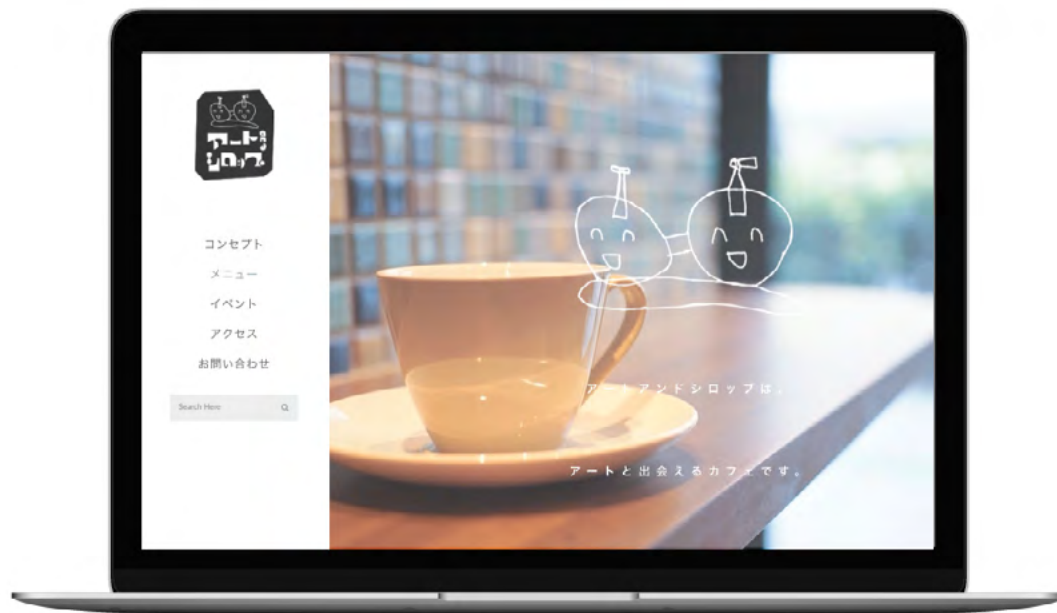 アート
シロップ
コンセプト
メニュー
イベント
アクセス
お問い合わせ
Search Here
アートアンドシロップは、
アートと出会えるカフェです。